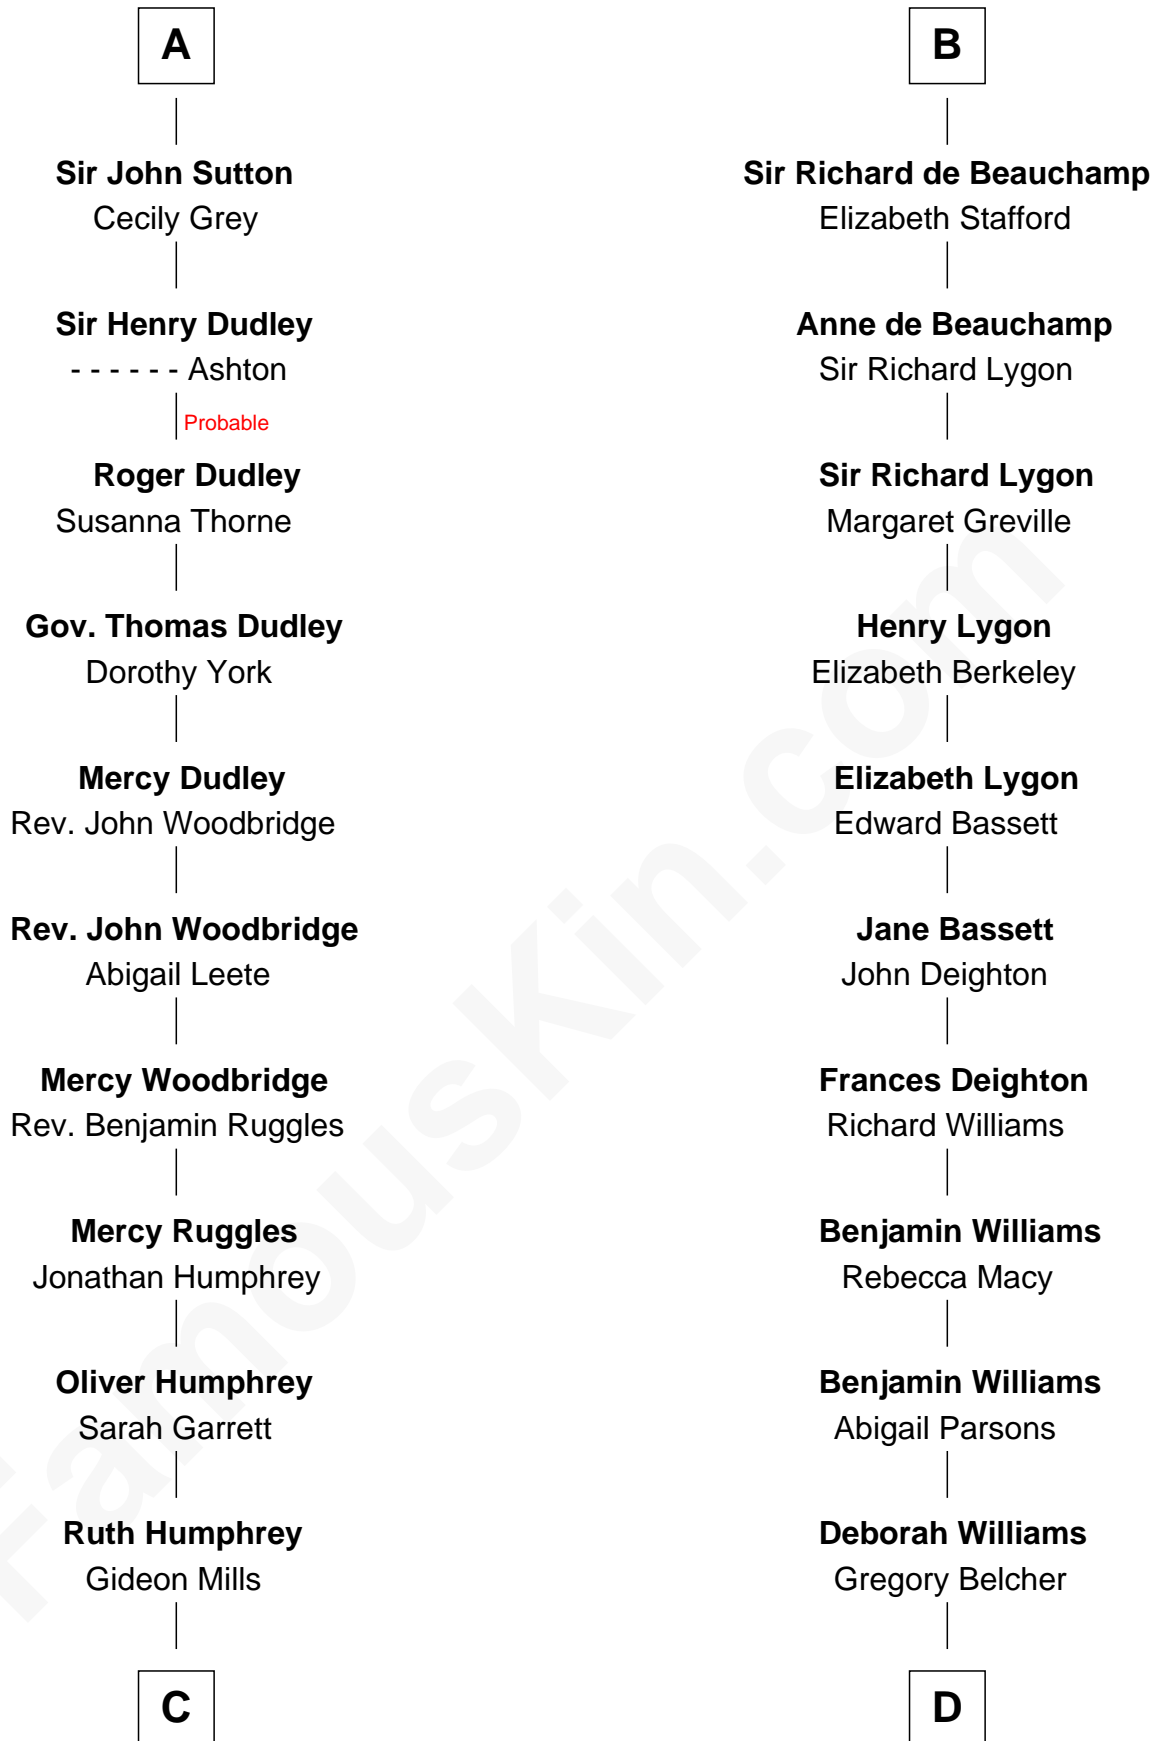 A
Sir John Sutton
Cecily Grey
Sir Henry Dudley
- - - - - - Ashton
Probable
Roger Dudley
Susanna Thorne
Gov. Thomas Dudley
Dorothy York
Mercy Dudley
Rev. John Woodbridge
Rev. John Woodbridge
Abigail Leete
Mercy Woodbridge
Rev. Benjamin Ruggles
Mercy Ruggles
Jonathan Humphrey
Oliver Humphrey
Sarah Garrett
Ruth Humphrey
Gideon Mills
C
B
Sir Richard de Beauchamp
Elizabeth Stafford
Anne de Beauchamp
Sir Richard Lygon
Sir Richard Lygon
Margaret Greville
Henry Lygon
Elizabeth Berkeley
Elizabeth Lygon
Edward Bassett
Jane Bassett
John Deighton
Frances Deighton
Richard Williams
Benjamin Williams
Rebecca Macy
Benjamin Williams
Abigail Parsons
Deborah Williams
Gregory Belcher
D
FamousKin.com